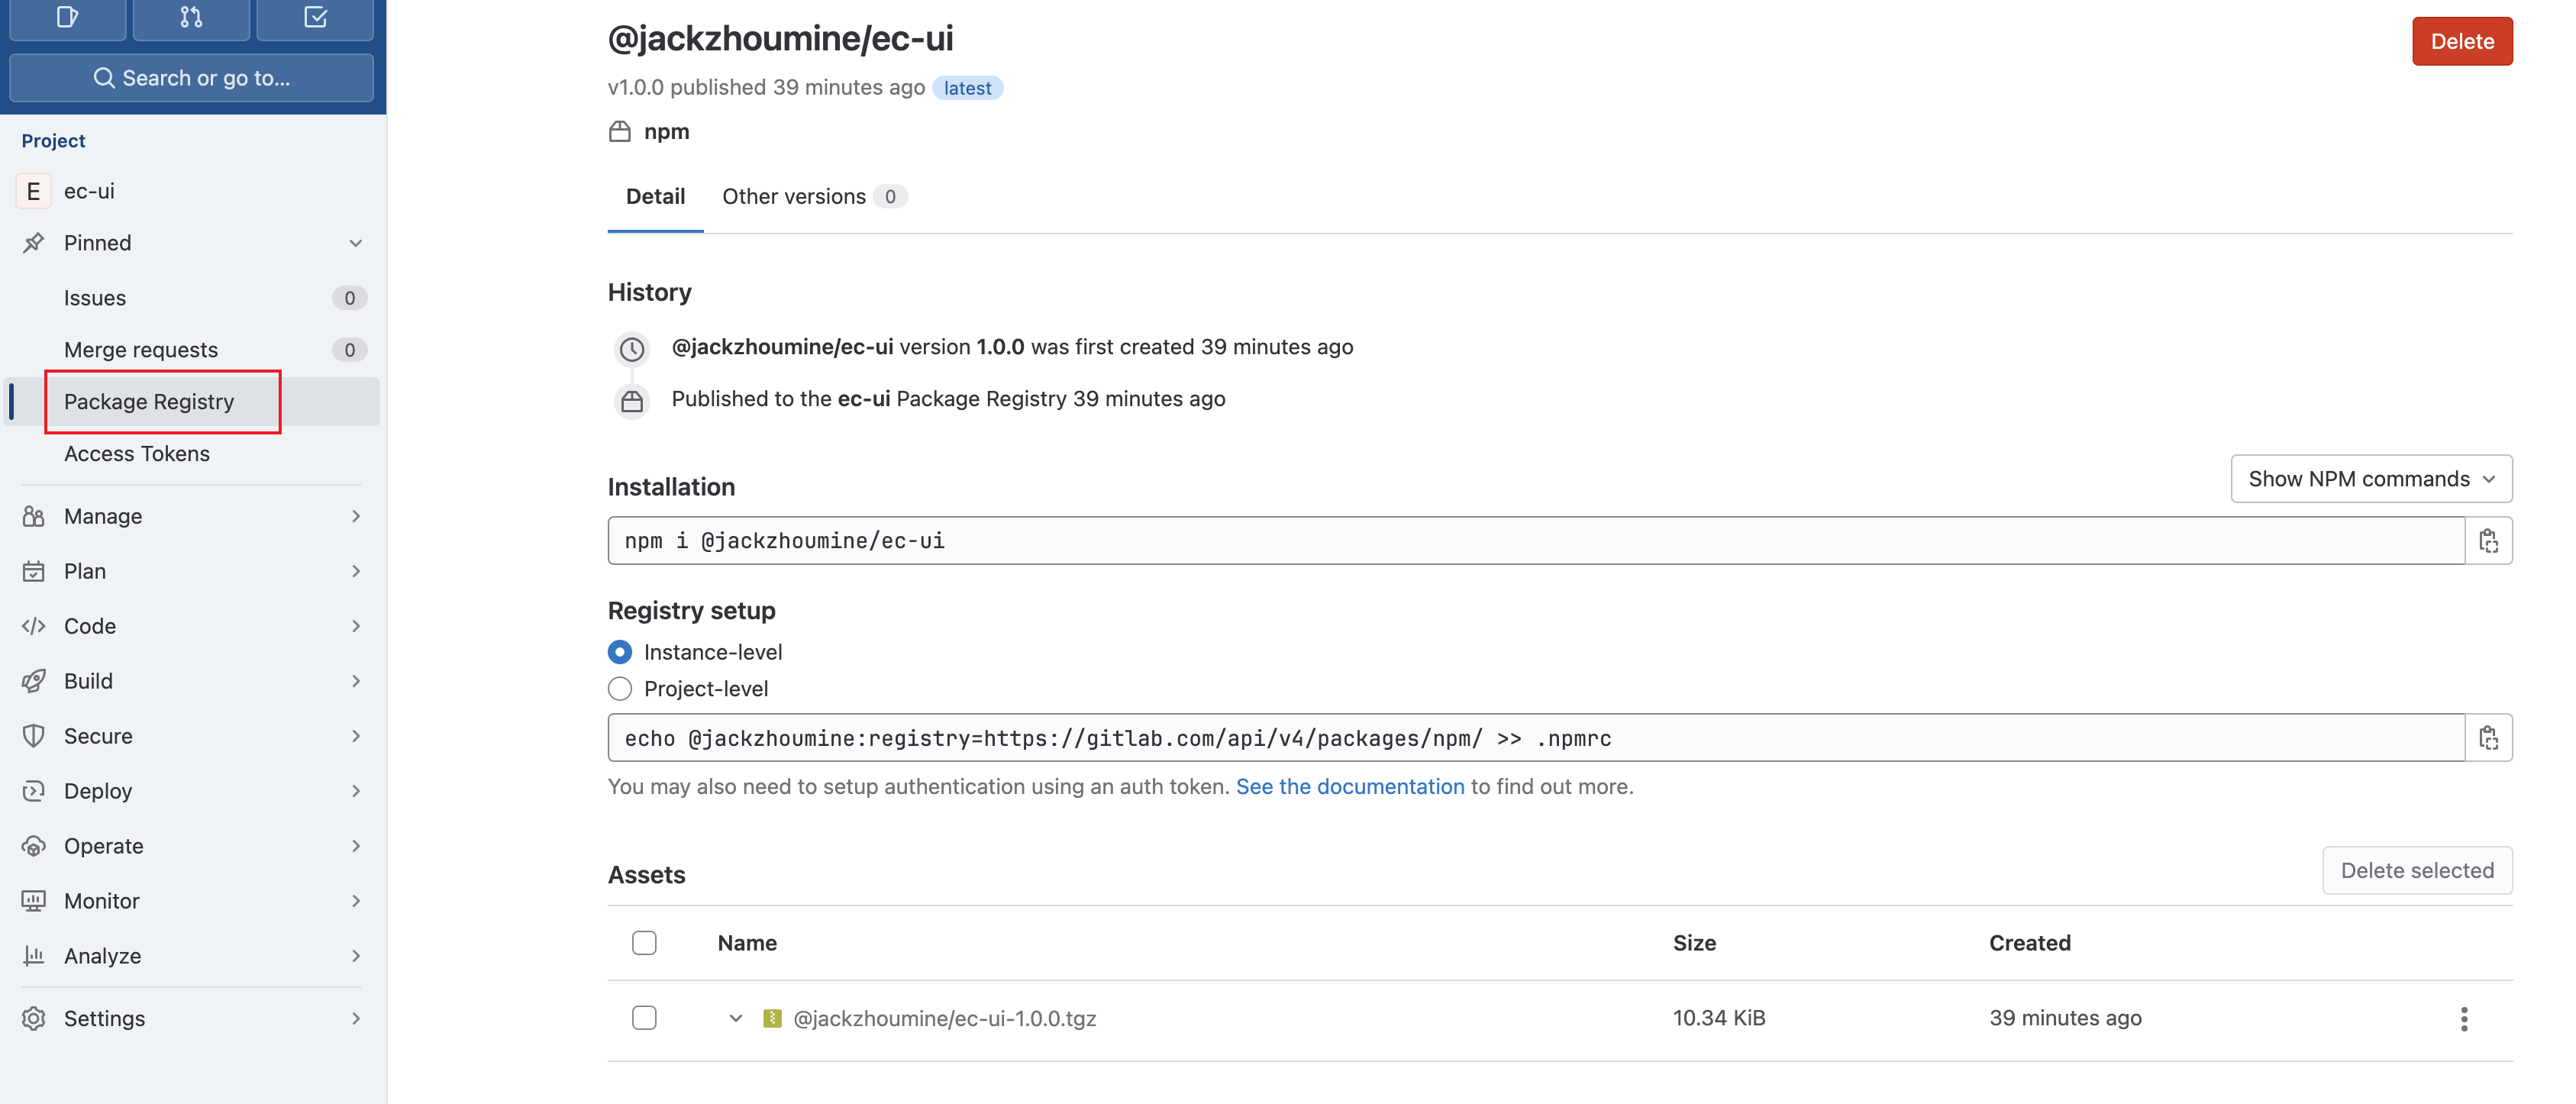 Search or go to...
Project
E ec-ui
Pinned
Issues 0
Merge requests 0
Package Registry
Access Tokens
Manage
Plan
Code
Build
Secure
Deploy
Operate
Monitor
Analyze
Settings
@jackzhoumine/ec-ui
Delete
v1.0.0 published 39 minutes ago latest
npm
Detail Other versions 0
History
@jackzhoumine/ec-ui version 1.0.0 was first created 39 minutes ago
Published to the ec-ui Package Registry 39 minutes ago
Installation
Show NPM commands
npm i @jackzhoumine/ec-ui
Registry setup
Instance-level
Project-level
echo @jackzhoumine:registry=https://gitlab.com/api/v4/packages/npm/ >> .npmrc
You may also need to setup authentication using an auth token. See the documentation to find out more.
Assets
Delete selected
Name Size Created
@jackzhoumine/ec-ui-1.0.0.tgz 10.34 KiB 39 minutes ago